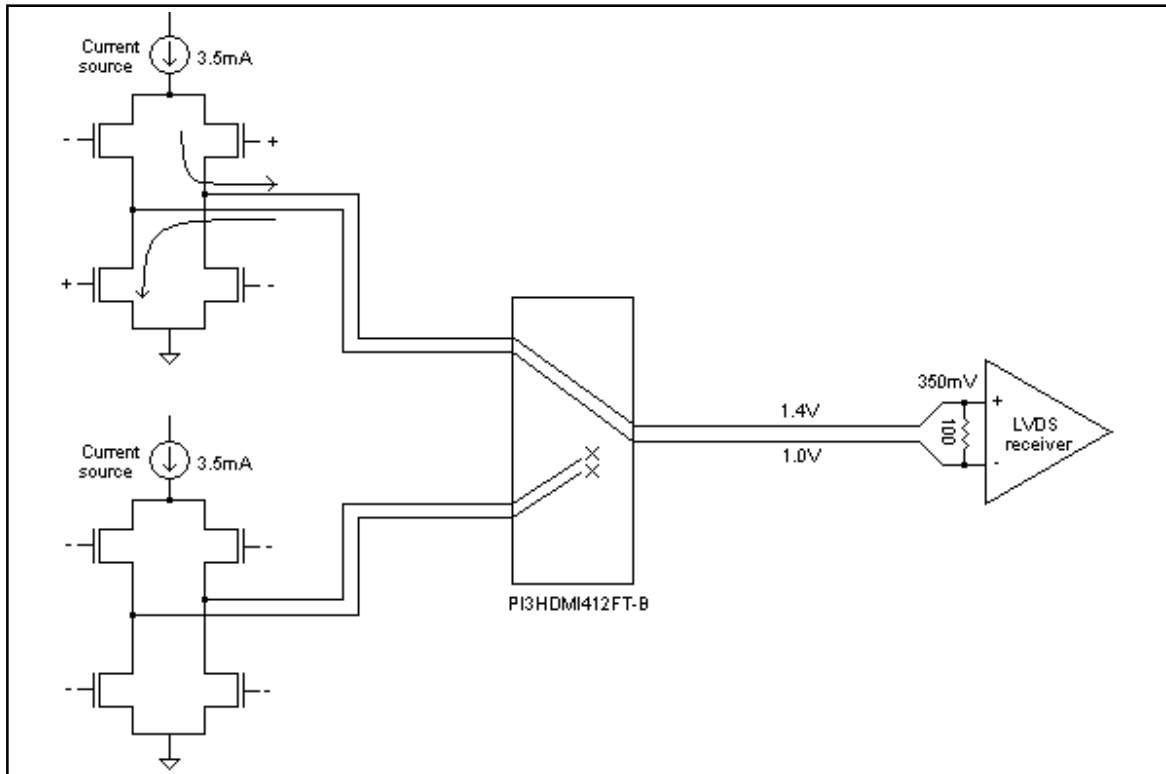 Current
source
3.5mA
-
+
+
-
350mV
1.4V
+
100
LVDS
receiver
1.0V
-
Current
source
3.5mA
-
-
PI3HDMI412FT-B
-
-